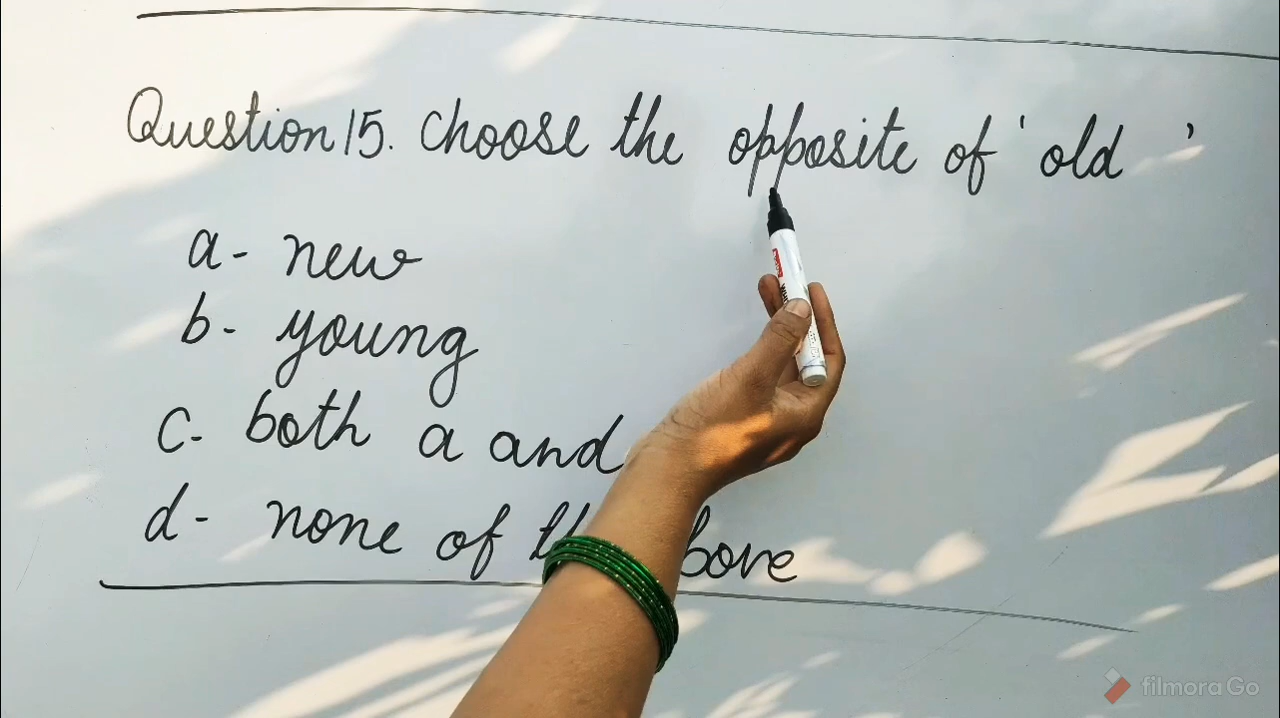 Question 15. Choose the opposite of ' old '
a- new
b- young
c- both a and
d- none of bove
filmora Go